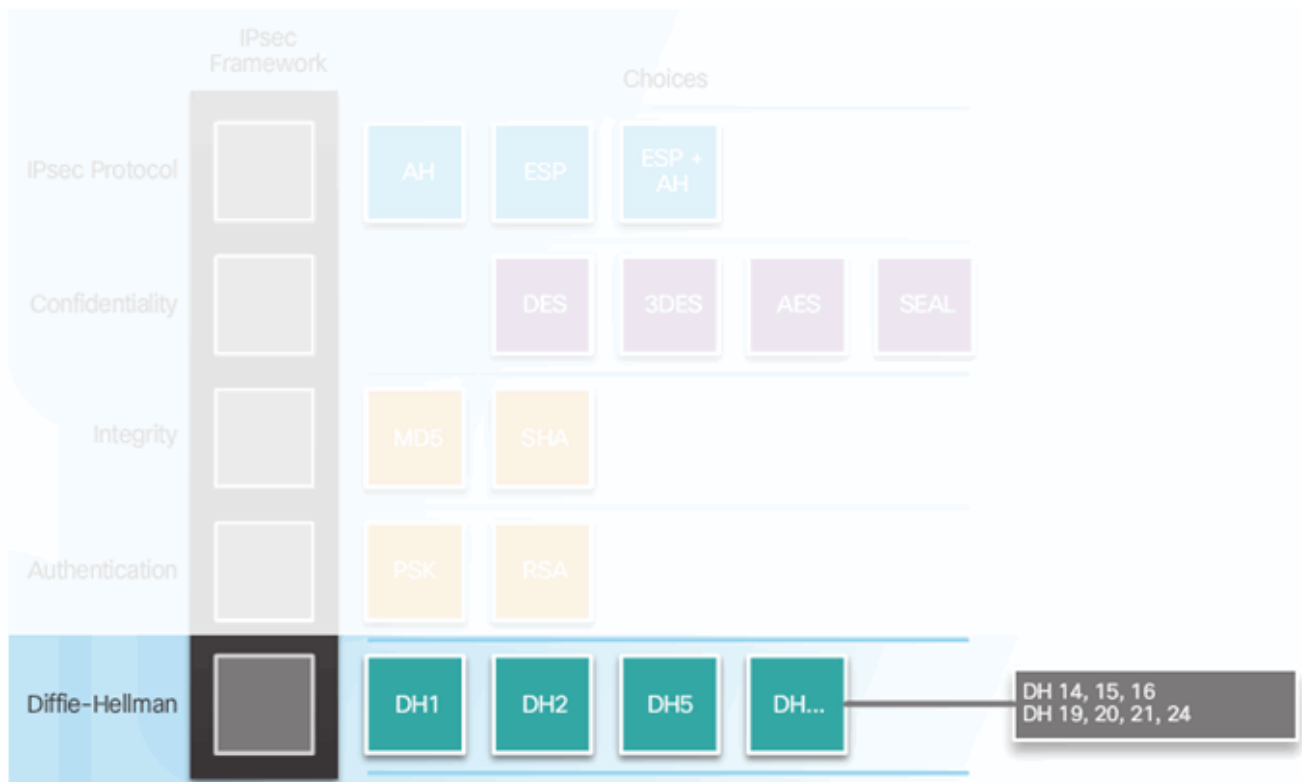 IPsec
Framework
Choices
IPsec Protocol
AH
ESP
ESP +
AH
Confidentiality
DES
3DES
AES
SEAL
Integrity
MD5
SHA
Authentication
PSK
RSA
Diffie-Hellman
DH1
DH2
DH5
DH...
DH 14, 15, 16
DH 19, 20, 21, 24